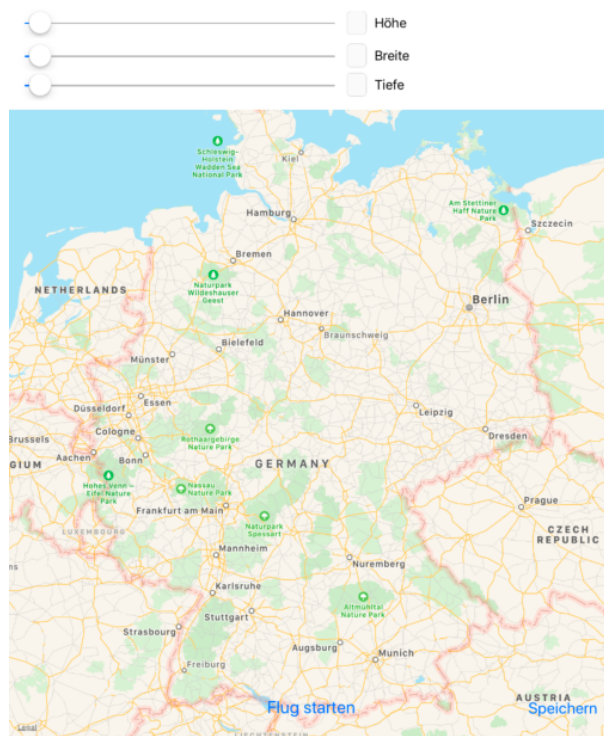 Höhe
Breite
Tiefe
Schleswig-
Holstein
Wadden Sea
National Park
Kiel
Am Stettiner
Haff Nature
Park
Szczecin
Hamburg
Bremen
Naturpark
Wildeshauser
Geest
NETHERLANDS
Berlin
Hannover
Braunschweig
Bielefeld
Münster
Essen
Düsseldorf
Leipzig
Cologne
Rothaargebirge
Nature Park
Dresden
Brussels
Aachen
Bonn
GERMANY
GIUM
Hohes Venn –
Eifel Nature
Park
Nassau
Nature Park
Frankfurt am Main
Prague
Naturpark
Spessart
LUXEMBOURG
CZECH
REPUBLIC
Mannheim
Nuremberg
ns
Karlsruhe
Altmühltal
Nature Park
Stuttgart
Strasbourg
Augsburg
Munich
Freiburg
AUSTRIA
Flug starten
Speichern
Legal
LIECHTENSTEIN